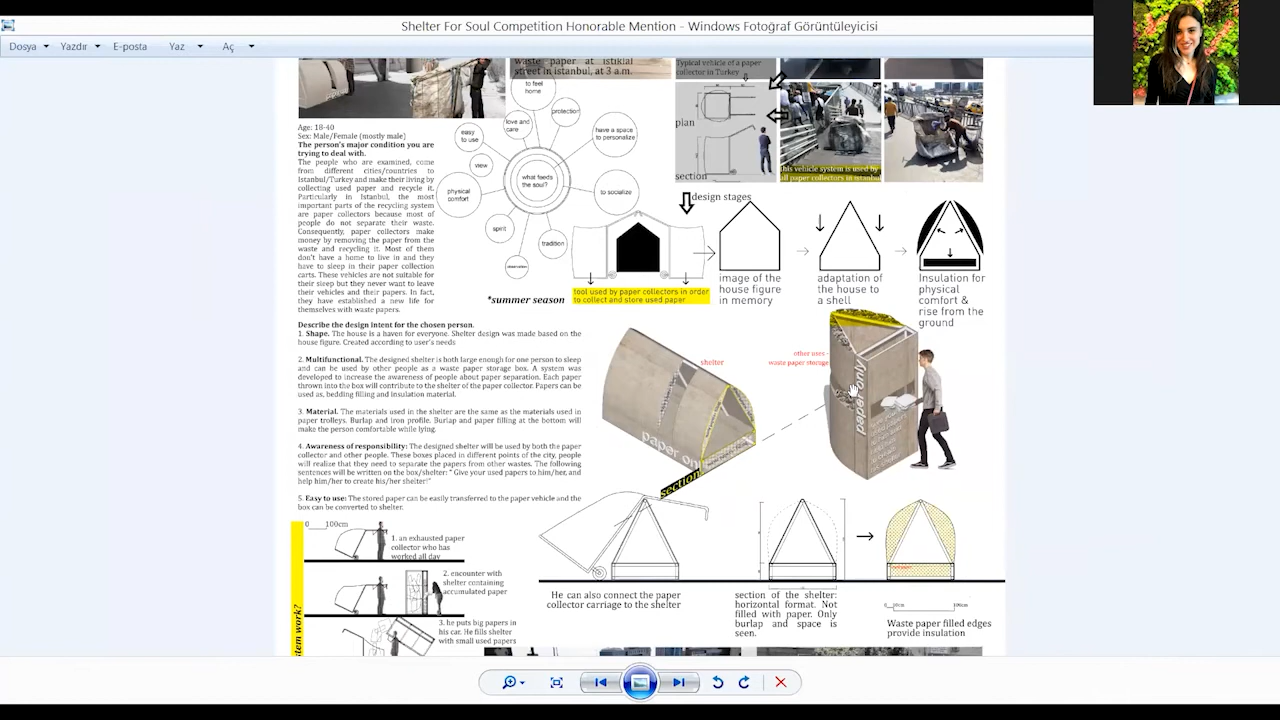 Shelter For Soul Competition Honorable Mention - Windows Fotoğraf Görüntüleyicisi
Dosya Yazdır E-posta Yaz Aç
waste paper at istiklal
street in istanbul, at 3 a.m.
Typical vehicle of a paper
collector in Turkey
plan
section
this vehicle system is used by
all paper collectors in istanbul
to feel
home
love and
care
protection
easy
to use
have a space
to personalize
view
what feeds
the soul?
physical
comfort
to socialize
spirit
tradition
Age: 18-40
Sex: Male/Female (mostly male)
The person's major condition you are
trying to deal with.
The people who are examined, come
from different cities/countries to
Istanbul/Turkey and make their living by
collecting used paper and recycle it.
Particularly in Istanbul, the most
important parts of the recycling system
are paper collectors because most of
people do not separate their waste.
Consequently, paper collectors make
money by removing the paper from the
waste and recycling it. Most of them
don't have a home to live in and they
have to sleep in their paper collection
carts. These vehicles are not suitable for
their sleep but they never want to leave
their vehicles and their papers. In fact,
they have established a new life for
themselves with waste papers.
*summer season
design stages
tool used by paper collectors in order
to collect and store used paper
image of the
house figure
in memory
adaptation of
the house to
a shell
Insulation for
physical
comfort &
rise from the
ground
Describe the design intent for the chosen person.
1. Shape. The house is a haven for everyone. Shelter design was made based on the
house figure. Created according to user's needs
2. Multifunctional. The designed shelter is both large enough for one person to sleep
and can be used by other people as a waste paper storage box. A system was
developed to increase the awareness of people about paper separation. Each paper
thrown into the box will contribute to the shelter of the paper collector. Papers can be
used as, bedding filling and insulation material.
3. Material. The materials used in the shelter are the same as the materials used in
paper trolleys. Burlap and iron profile. Burlap and paper filling at the bottom will
make the person comfortable while lying.
4. Awareness of responsibility: The designed shelter will be used by both the paper
collector and other people. These boxes placed in different points of the city, people
will realize that they need to separate the papers from other wastes. The following
sentences will be written on the box/shelter: " Give your used papers to him/her, and
help him/her to create his/her shelter!"
5. Easy to use: The stored paper can be easily transferred to the paper vehicle and the
box can be converted to shelter.
shelter
other uses -
waste paper storage
paper only
paper only
section
0 100cm
1. an exhausted paper
collector who has
worked all day
2. encounter with
shelter containing
accumulated paper
3. he puts big papers in
his car. He fills shelter
with small used papers
He can also connect the paper
collector carriage to the shelter
section of the shelter:
horizontal format. Not
filled with paper. Only
burlap and space is
seen.
Waste paper filled edges
provide insulation